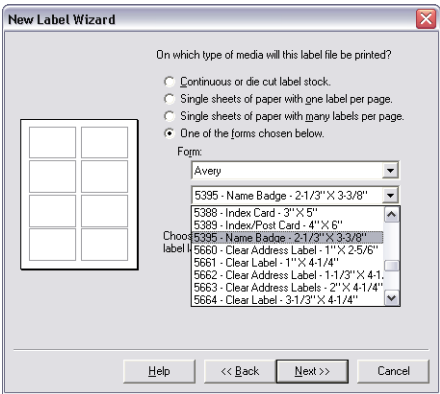 New Label Wizard
On which type of media will this label file be printed?
Continuous or die cut label stock.
Single sheets of paper with one label per page.
Single sheets of paper with many labels per page.
One of the forms chosen below.
Form:
Avery
5395 - Name Badge - 2-1/3" X 3-3/8"
5388 - Index Card - 3" X 5"
5389 - Index/Post Card - 4" X 6"
Choos
5395 - Name Badge - 2-1/3" X 3-3/8"
label l
5660 - Clear Address Label - 1" X 2-5/6"
5661 - Clear Label - 1" X 4-1/4"
5662 - Clear Address Label - 1-1/3" X 4-1.
5663 - Clear Address Labels - 2" X 4-1/4"
5664 - Clear Label - 3-1/3" X 4-1/4"
Help
<< Back
Next >>
Cancel